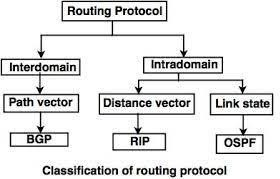 Routing Protocol
Interdomain
Intradomain
Path vector
Distance vector
Link state
BGP
RIP
OSPF
Classification of routing protocol